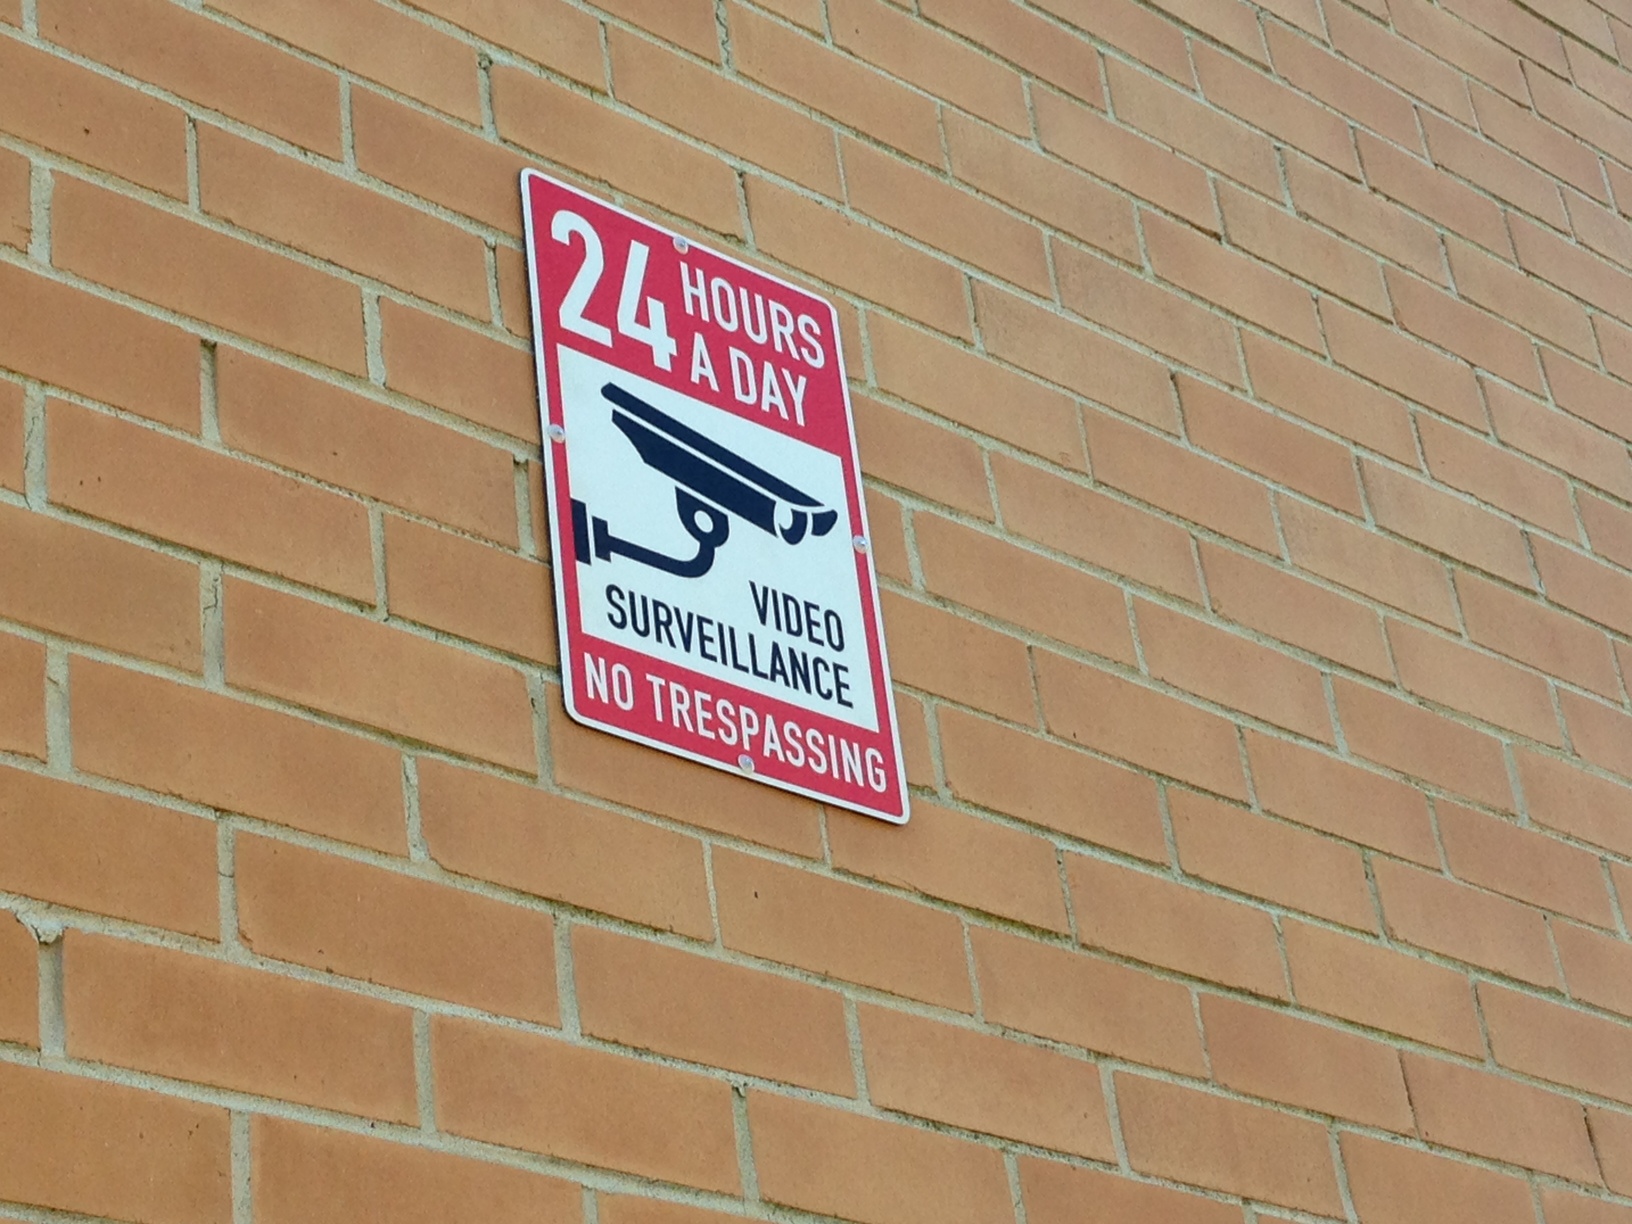 24 HOURS
A DAY
VIDEO
SURVEILLANCE
NO TRESPASSING